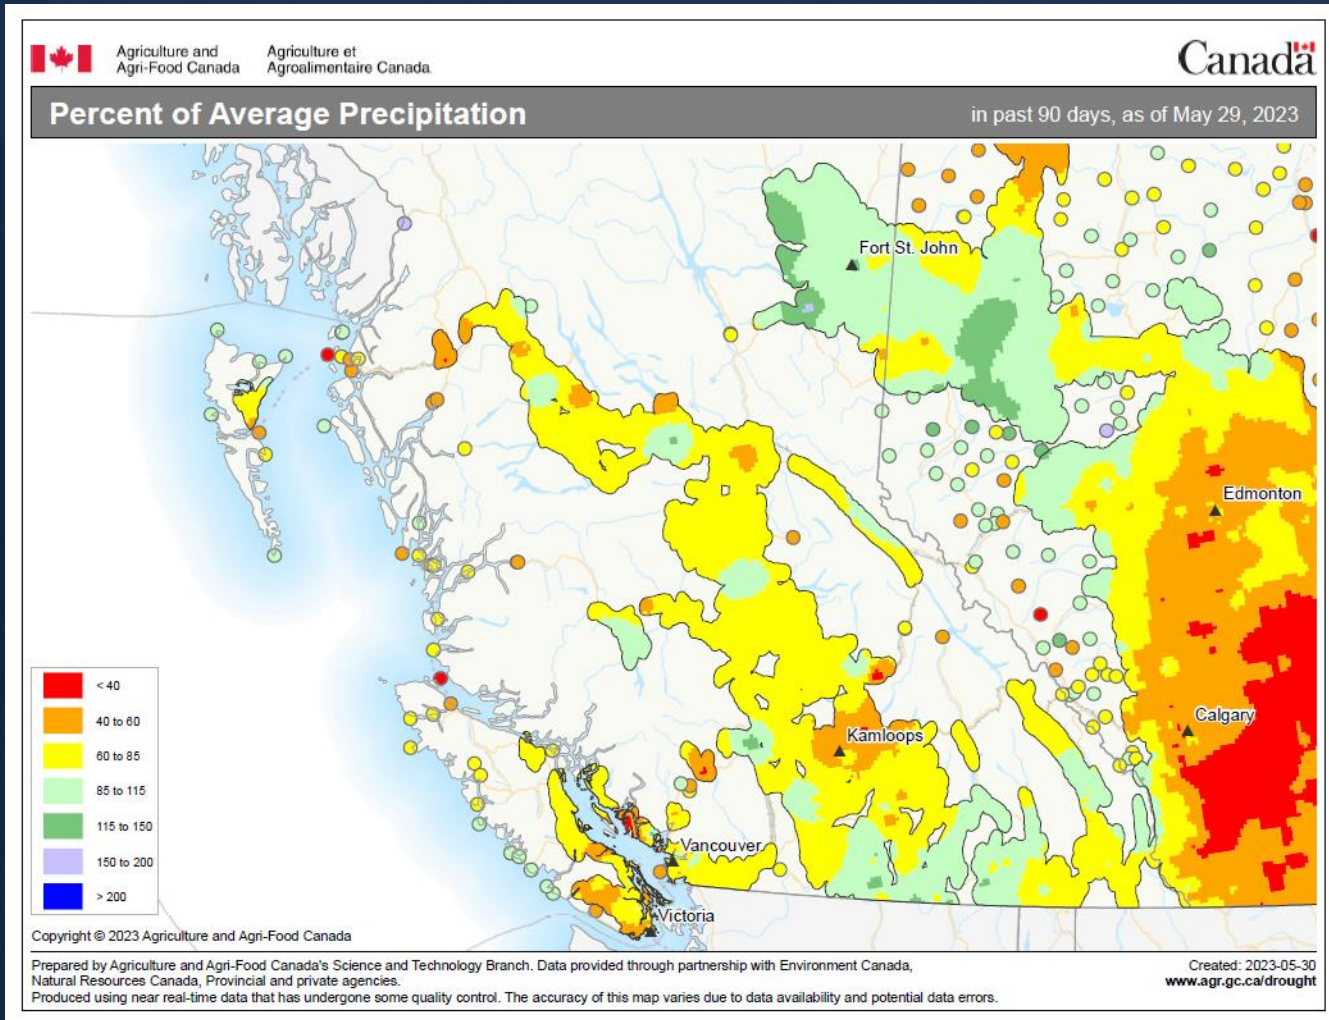 Agriculture and Agriculture et
Agri-Food Canada Agroalimentaire Canada
Canada
Percent of Average Precipitation
in past 90 days, as of May 29, 2023
Fort St. John
Edmonton
Calgary
Kamloops
Vancouver
Victoria
< 40
40 to 60
60 to 85
85 to 115
115 to 150
150 to 200
> 200
Copyright © 2023 Agriculture and Agri-Food Canada
Prepared by Agriculture and Agri-Food Canada's Science and Technology Branch. Data provided through partnership with Environment Canada,
Natural Resources Canada, Provincial and private agencies.
Produced using near real-time data that has undergone some quality control. The accuracy of this map varies due to data availability and potential data errors.
Created: 2023-05-30
www.agr.gc.ca/drought